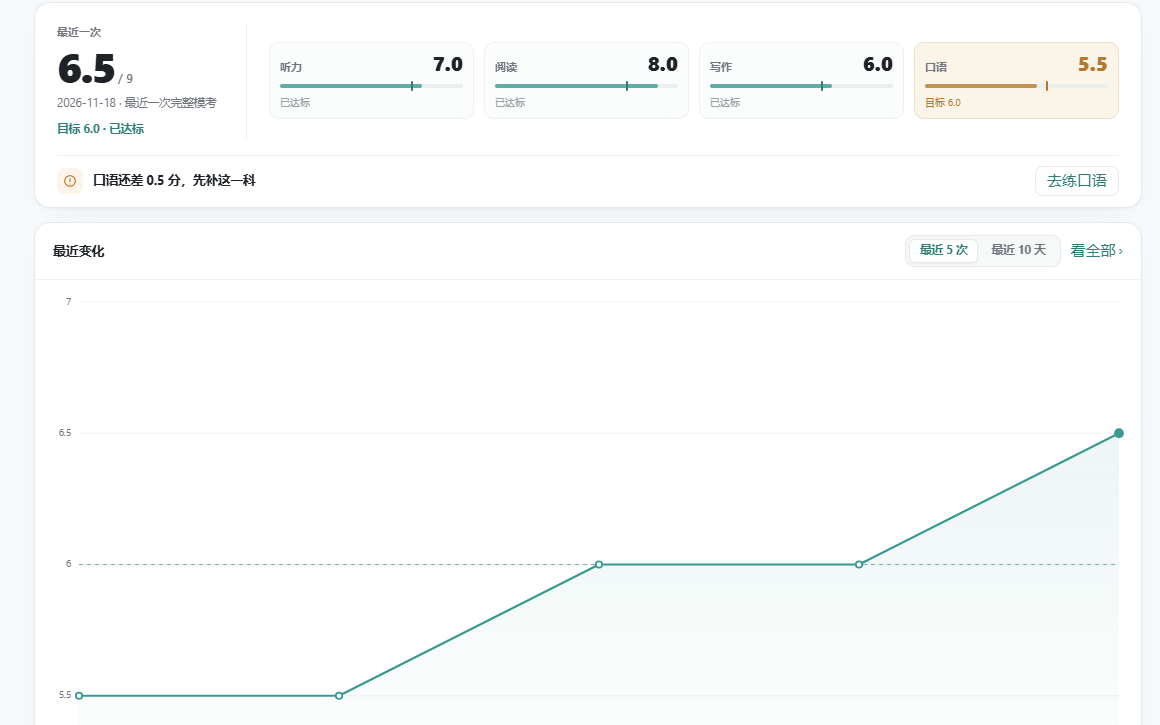 最近一次
6.5 / 9
2026-11-18 · 最近一次完整模考
目标 6.0 · 已达标
听力 7.0
已达标
阅读 8.0
已达标
写作 6.0
已达标
口语 5.5
目标 6.0
口语还差 0.5 分，先补这一科
去练口语
最近变化
最近 5 次 最近 10 天 看全部 ›
7
6.5
6
5.5